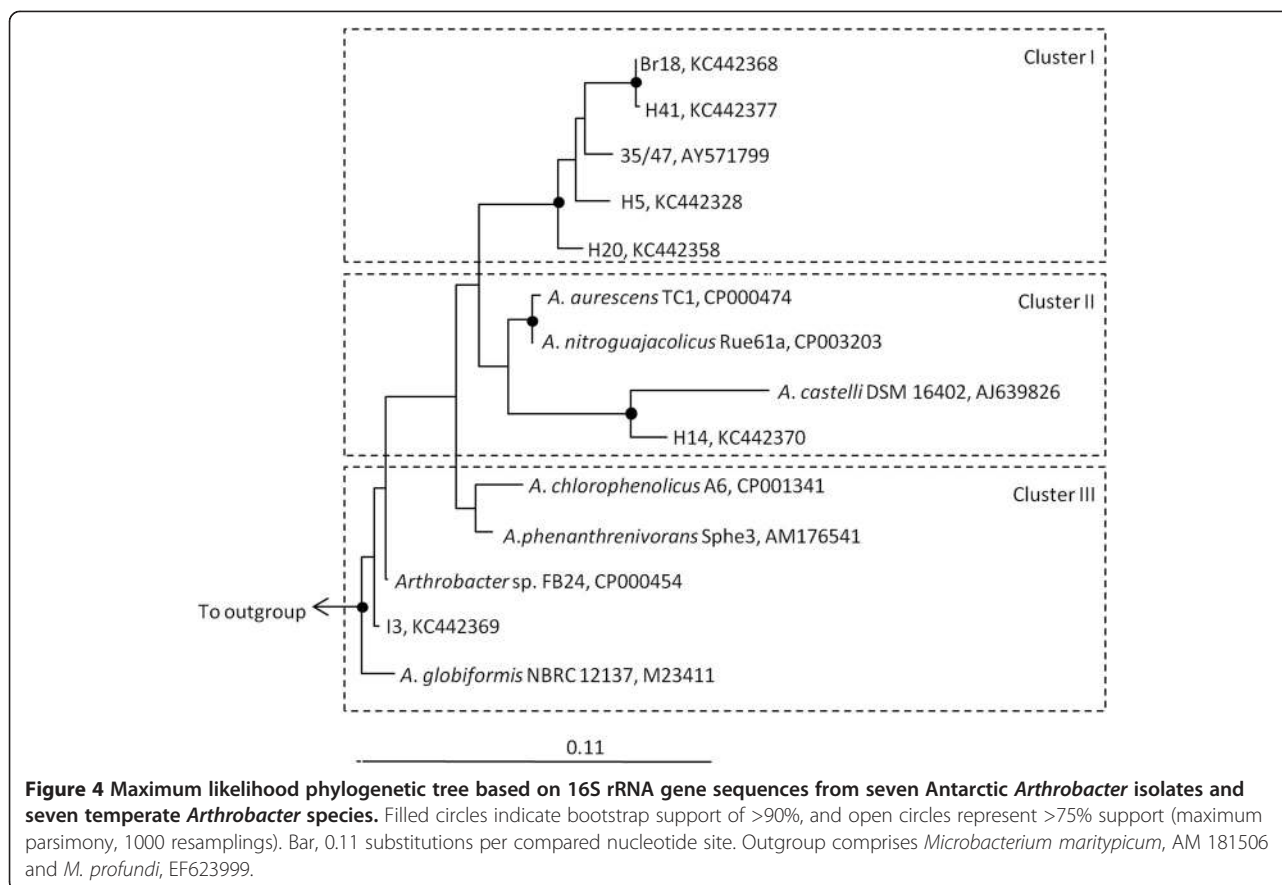 Cluster I
Br18, KC442368
H41, KC442377
35/47, AY571799
H5, KC442328
H20, KC442358
Cluster II
A. aurescens TC1, CP000474
A. nitroguajacolicus Rue61a, CP003203
A. castelli DSM 16402, AJ639826
H14, KC442370
Cluster III
A. chlorophenolicus A6, CP001341
A.phenanthrenivorans Sphe3, AM176541
Arthrobacter sp. FB24, CP000454
To outgroup
I3, KC442369
A. globiformis NBRC 12137, M23411
0.11
Figure 4 Maximum likelihood phylogenetic tree based on 16S rRNA gene sequences from seven Antarctic Arthrobacter isolates and
seven temperate Arthrobacter species. Filled circles indicate bootstrap support of >90%, and open circles represent >75% support (maximum
parsimony, 1000 resamplings). Bar, 0.11 substitutions per compared nucleotide site. Outgroup comprises Microbacterium maritypicum, AM 181506
and M. profundi, EF623999.